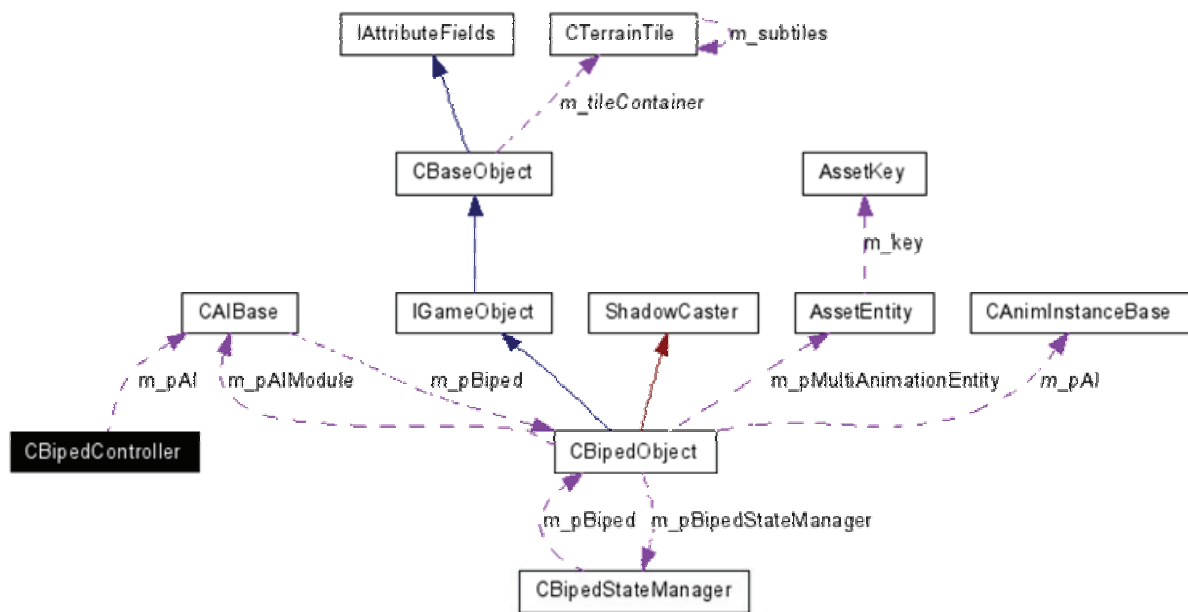 IAttributeFields
CTerrainTile
m_subtiles
m_tileContainer
CBaseObject
AssetKey
m_key
CAIBase
IGameObject
ShadowCaster
AssetEntity
CAnimInstanceBase
m_pAI
m_pAIModule
m_pBiped
m_pMultiAnimationEntity
m_pAI
CBipedController
CBipedObject
m_pBiped
m_pBipedStateManager
CBipedStateManager